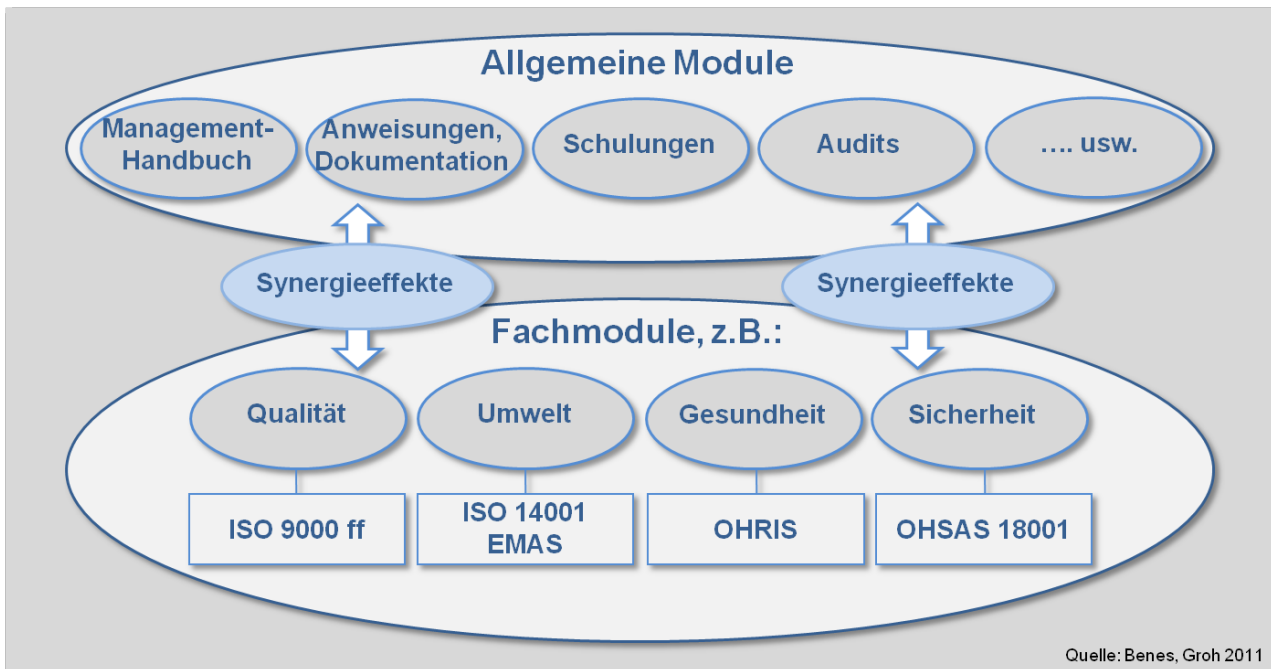 Allgemeine Module
Management-
Handbuch
Anweisungen,
Dokumentation
Schulungen
Audits
.... usw.
Synergieeffekte
Synergieeffekte
Fachmodule, z.B.:
Qualität
Umwelt
Gesundheit
Sicherheit
ISO 9000 ff
ISO 14001
EMAS
OHRIS
OHSAS 18001
Quelle: Benes, Groh 2011